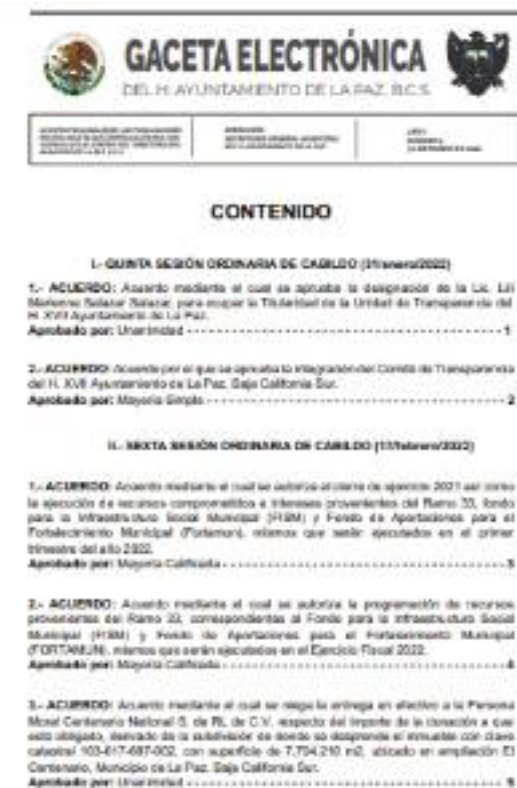 GACETA ELECTRÓNICA
DEL H. AYUNTAMIENTO DE LA PAZ B.C.S.
CONTENIDO
I.- QUINTA SESIÓN ORDINARIA DE CABILDO (31/enero/2022)
1.- ACUERDO: Acuerdo mediante el cual se aprueba la designación de la Lic. Lili
Marienne Salazar Salazar, para ocupar la Titularidad de la Unidad de Transparencia del
H. XVII Ayuntamiento de La Paz.
Aprobado por: Unanimidad - - - - - - - - - - - - - - - - - - - - 1
2.- ACUERDO: Acuerdo por el que se aprueba la integración del Comité de Transparencia
del H. XVII Ayuntamiento de La Paz, Baja California Sur.
Aprobado por: Mayoría Simple - - - - - - - - - - - - - - - - - - - - 2
II.- SEXTA SESIÓN ORDINARIA DE CABILDO (17/febrero/2022)
1.- ACUERDO: Acuerdo mediante el cual se autoriza el cierre de ejercicio 2021 así como
la ejecución de recursos comprometidos e intereses provenientes del Ramo 33, fondo
para la Infraestructura Social Municipal (FISM) y Fondo de Aportaciones para el
Fortalecimiento Municipal (Fortamun), mismos que serán ejecutados en el primer
trimestre del año 2022.
Aprobado por: Mayoría Calificada - - - - - - - - - - - - - - - - - - - - 3
2.- ACUERDO: Acuerdo mediante el cual se autoriza la programación de recursos
provenientes del Ramo 33, correspondientes al Fondo para la Infraestructura Social
Municipal (FISM) y Fondo de Aportaciones para el Fortalecimiento Municipal
(FORTAMUN), mismos que serán ejecutados en el Ejercicio Fiscal 2022.
Aprobado por: Mayoría Calificada - - - - - - - - - - - - - - - - - - - - 4
3.- ACUERDO: Acuerdo mediante el cual se niega la entrega en efectivo a la Persona
Moral Centenario National S. de RL de C.V. respecto del importe de la donación a que
está obligado, derivado de la subdivisión de donde se desprende el inmueble con clave
catastral 103-017-687-002, con superficie de 7,794.210 m2, ubicado en ampliación El
Centenario, Municipio de La Paz, Baja California Sur.
Aprobado por: Unanimidad - - - - - - - - - - - - - - - - - - - - 5